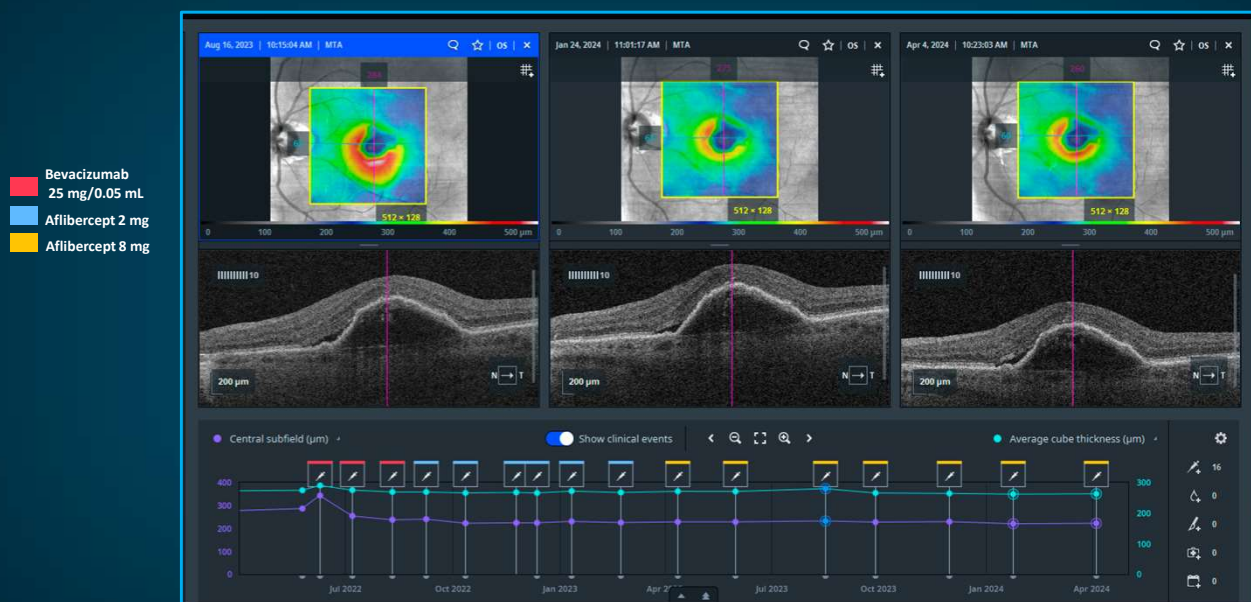 Bevacizumab
25 mg/0.05 mL
Aflibercept 2 mg
Aflibercept 8 mg
Aug 16, 2023 | 10:15:04 AM | MTA
OS
264
512 × 128
0 100 200 300 400 500 µm
10
200 µm
N → T
Jan 24, 2024 | 11:01:17 AM | MTA
OS
225
512 × 128
0 100 200 300 400 500 µm
10
200 µm
N → T
Apr 4, 2024 | 10:23:03 AM | MTA
OS
260
512 × 128
0 100 200 300 400 500 µm
10
200 µm
N → T
Central subfield (µm)
Show clinical events
Average cube thickness (µm)
400
300
200
100
0
300
200
100
0
Jul 2022 Oct 2022 Jan 2023 Apr Jul 2023 Oct 2023 Jan 2024 Apr 2024
16
0
0
0
0